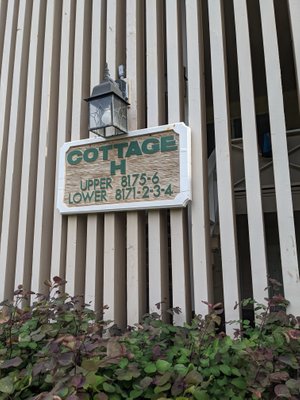 COTTAGE
H
UPPER 8175-6
LOWER 8171-2-3-4